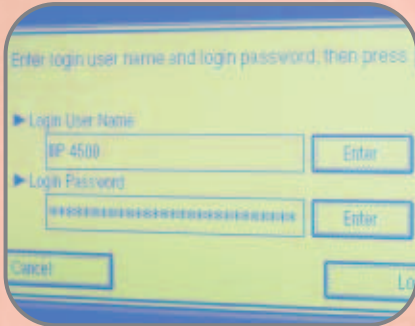 Enter login user name and login password, then press
▶ Login User Name
MP 4500
Enter
▶ Login Password
****************************
Enter
Cancel
Lo